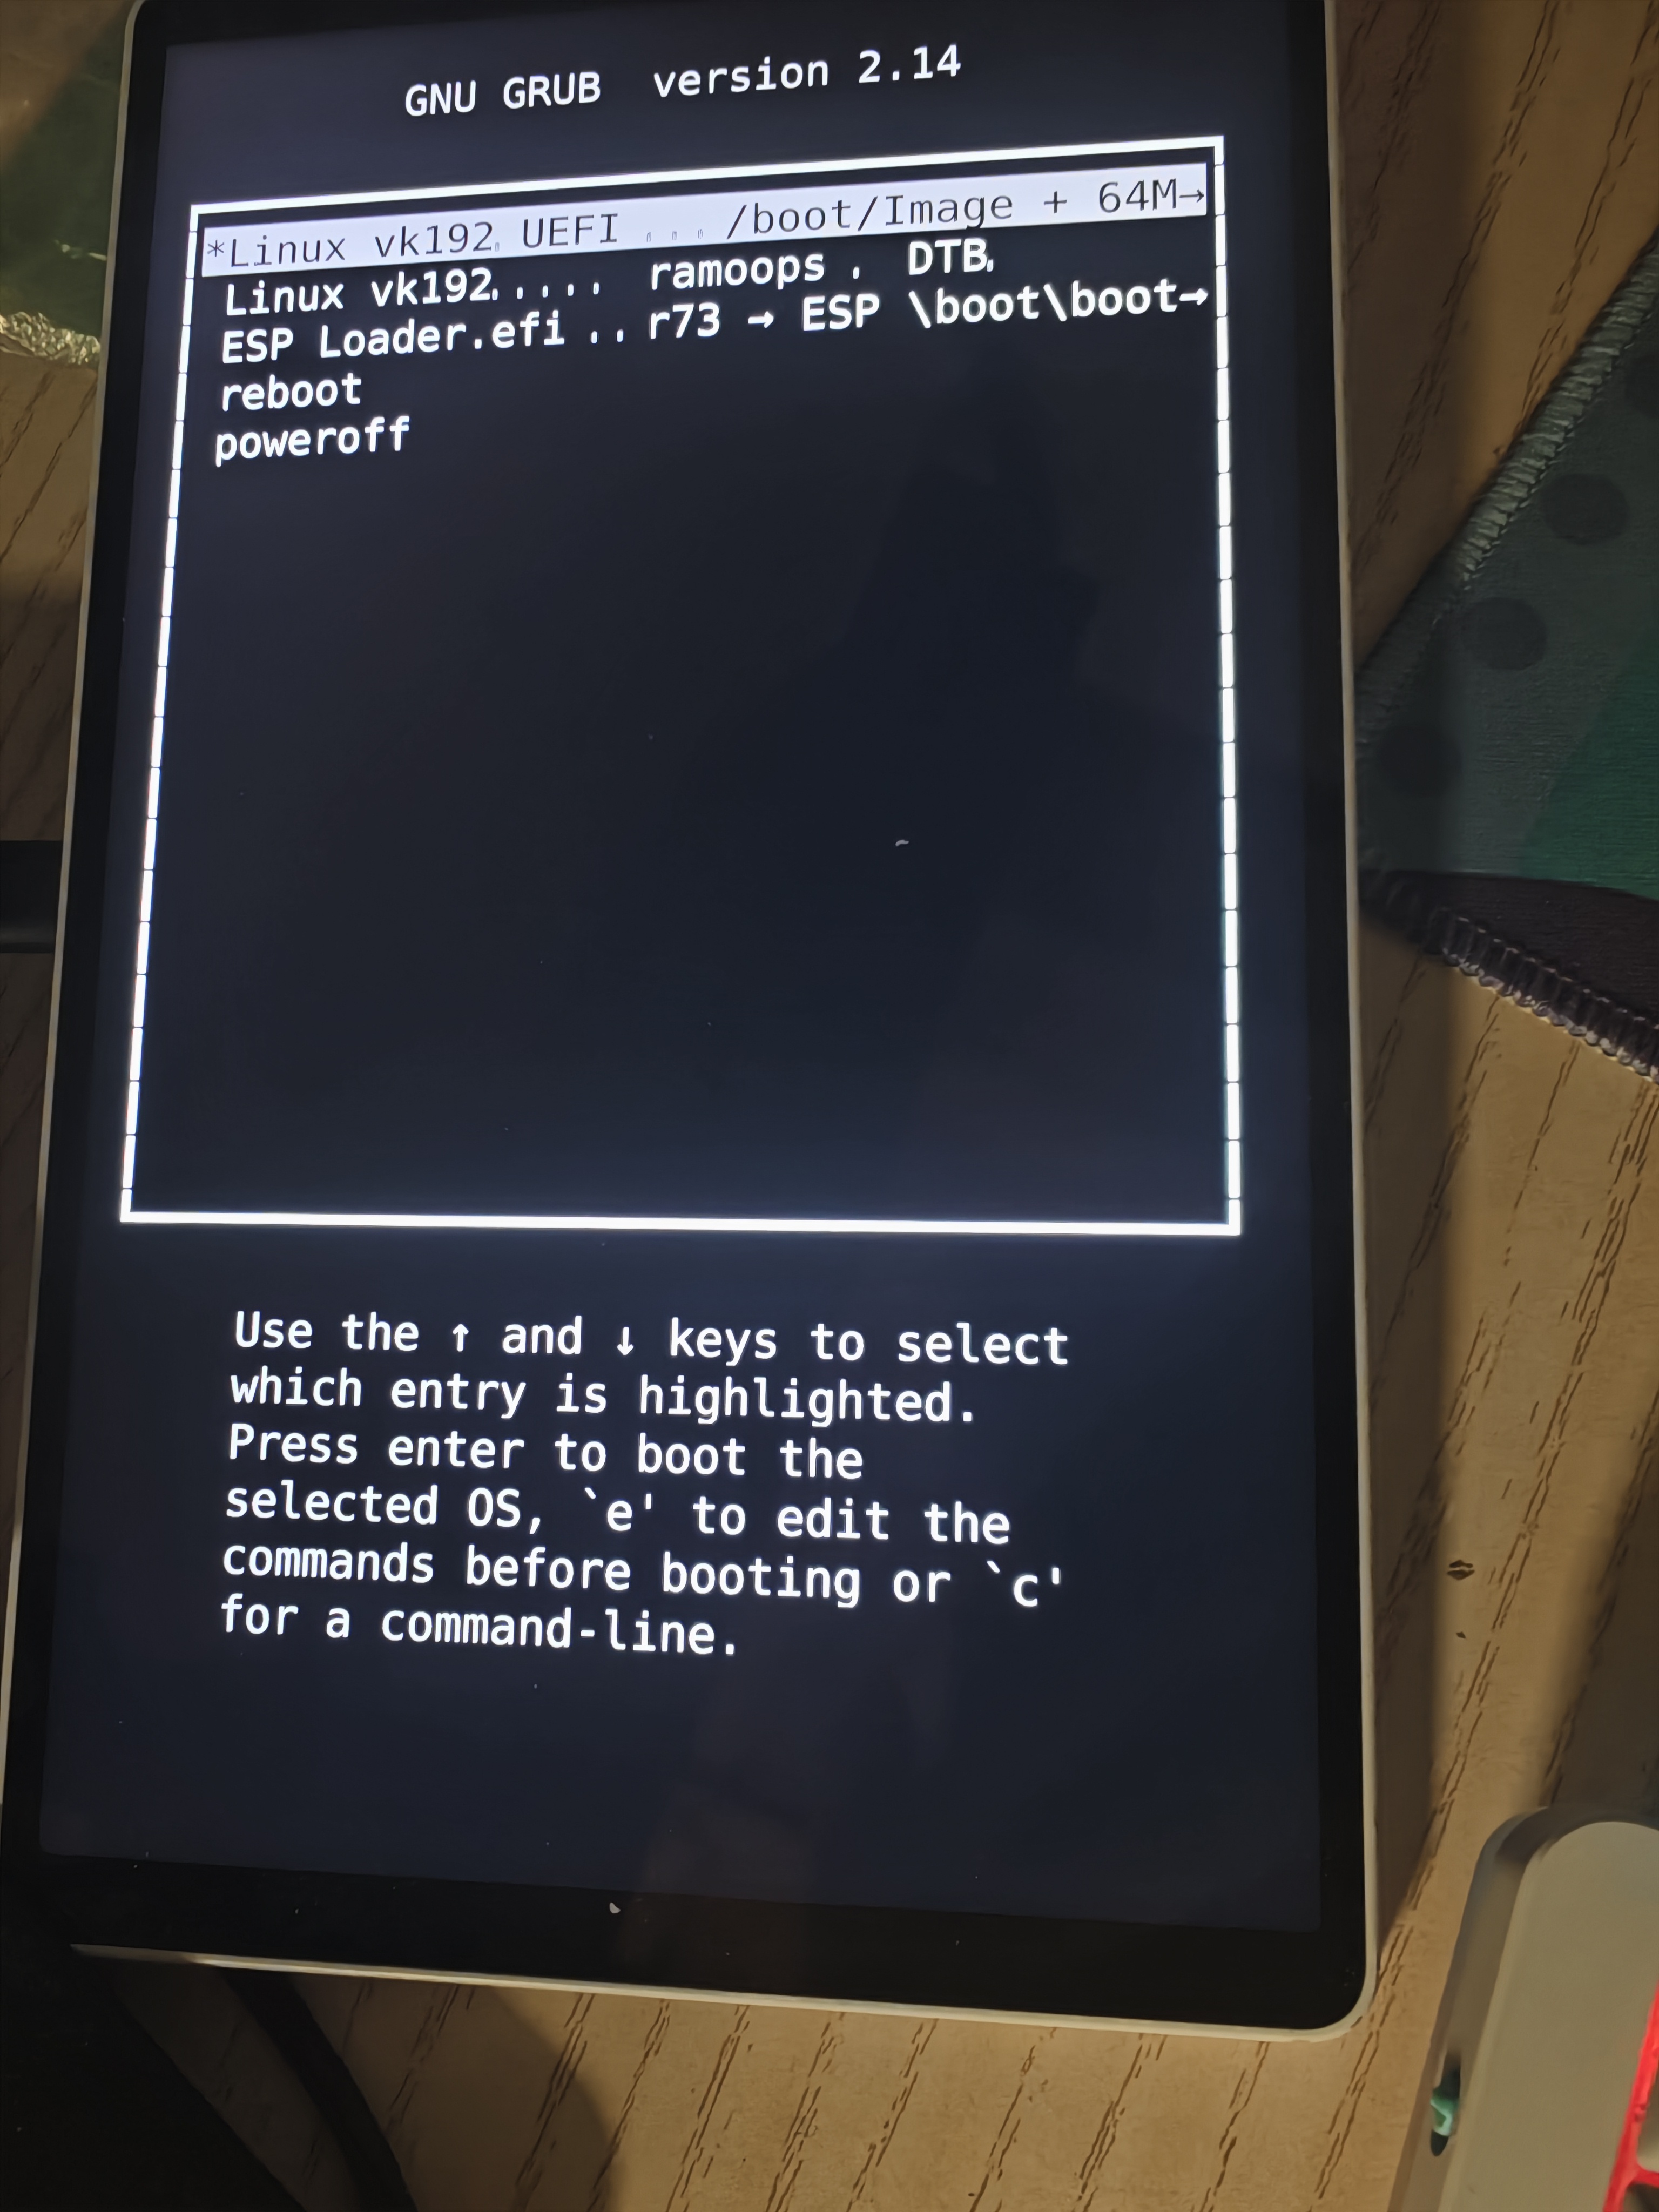 GNU GRUB version 2.14
*Linux vk192 UEFI ... /boot/Image + 64M→
Linux vk192..... ramoops . DTB.
ESP Loader.efi .. r73 → ESP \boot\boot→
reboot
poweroff
Use the ↑ and ↓ keys to select
which entry is highlighted.
Press enter to boot the
selected OS, `e' to edit the
commands before booting or `c'
for a command-line.